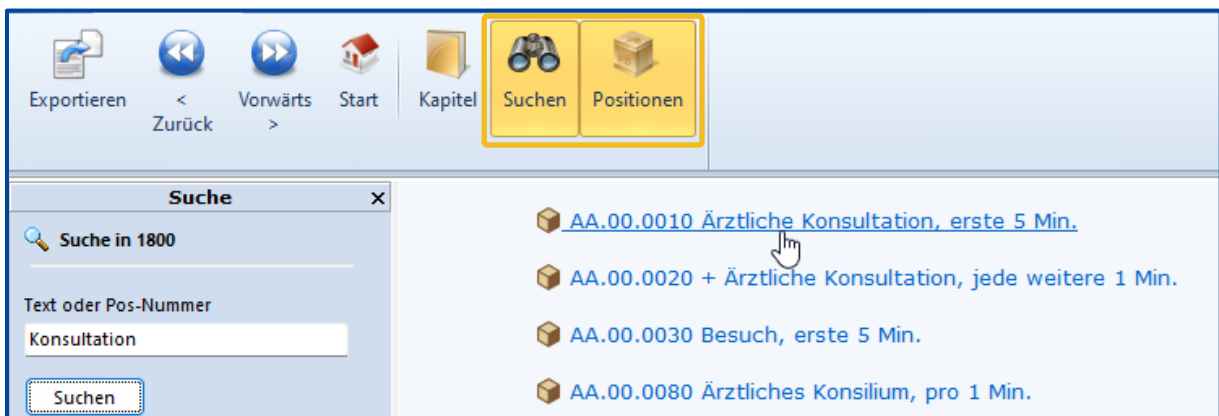 Exportieren
<
Zurück
Vorwärts
>
Start
Kapitel
Suchen
Positionen
Suche x
Suche in 1800
Text oder Pos-Nummer
Konsultation
Suchen
AA.00.0010 Ärztliche Konsultation, erste 5 Min.
AA.00.0020 + Ärztliche Konsultation, jede weitere 1 Min.
AA.00.0030 Besuch, erste 5 Min.
AA.00.0080 Ärztliches Konsilium, pro 1 Min.